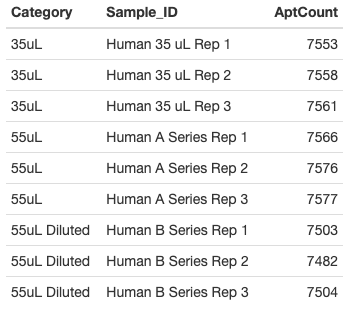 Category Sample_ID AptCount
35uL Human 35 uL Rep 1 7553
35uL Human 35 uL Rep 2 7558
35uL Human 35 uL Rep 3 7561
55uL Human A Series Rep 1 7566
55uL Human A Series Rep 2 7576
55uL Human A Series Rep 3 7577
55uL Diluted Human B Series Rep 1 7503
55uL Diluted Human B Series Rep 2 7482
55uL Diluted Human B Series Rep 3 7504